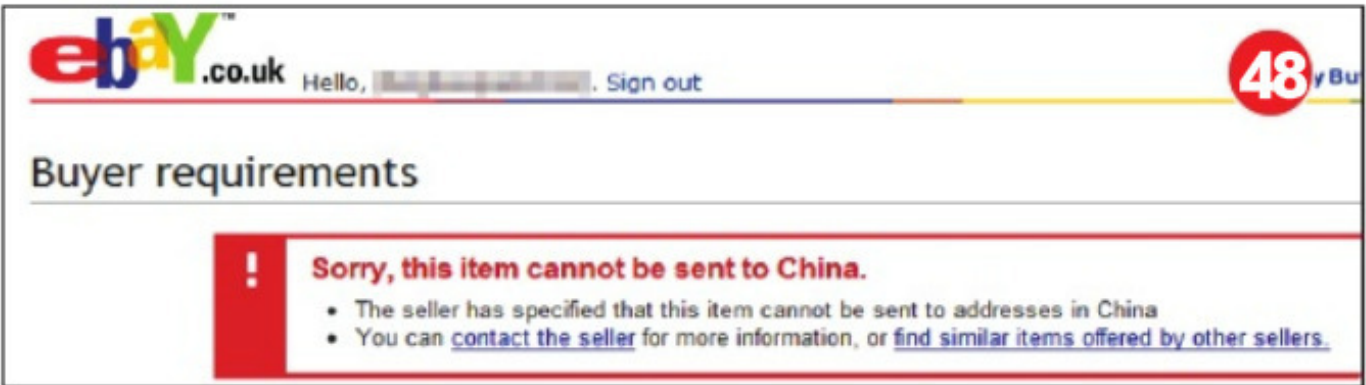 ebay™.co.uk Hello, . Sign out
48 y Bu
Buyer requirements
! Sorry, this item cannot be sent to China.
• The seller has specified that this item cannot be sent to addresses in China
• You can contact the seller for more information, or find similar items offered by other sellers.